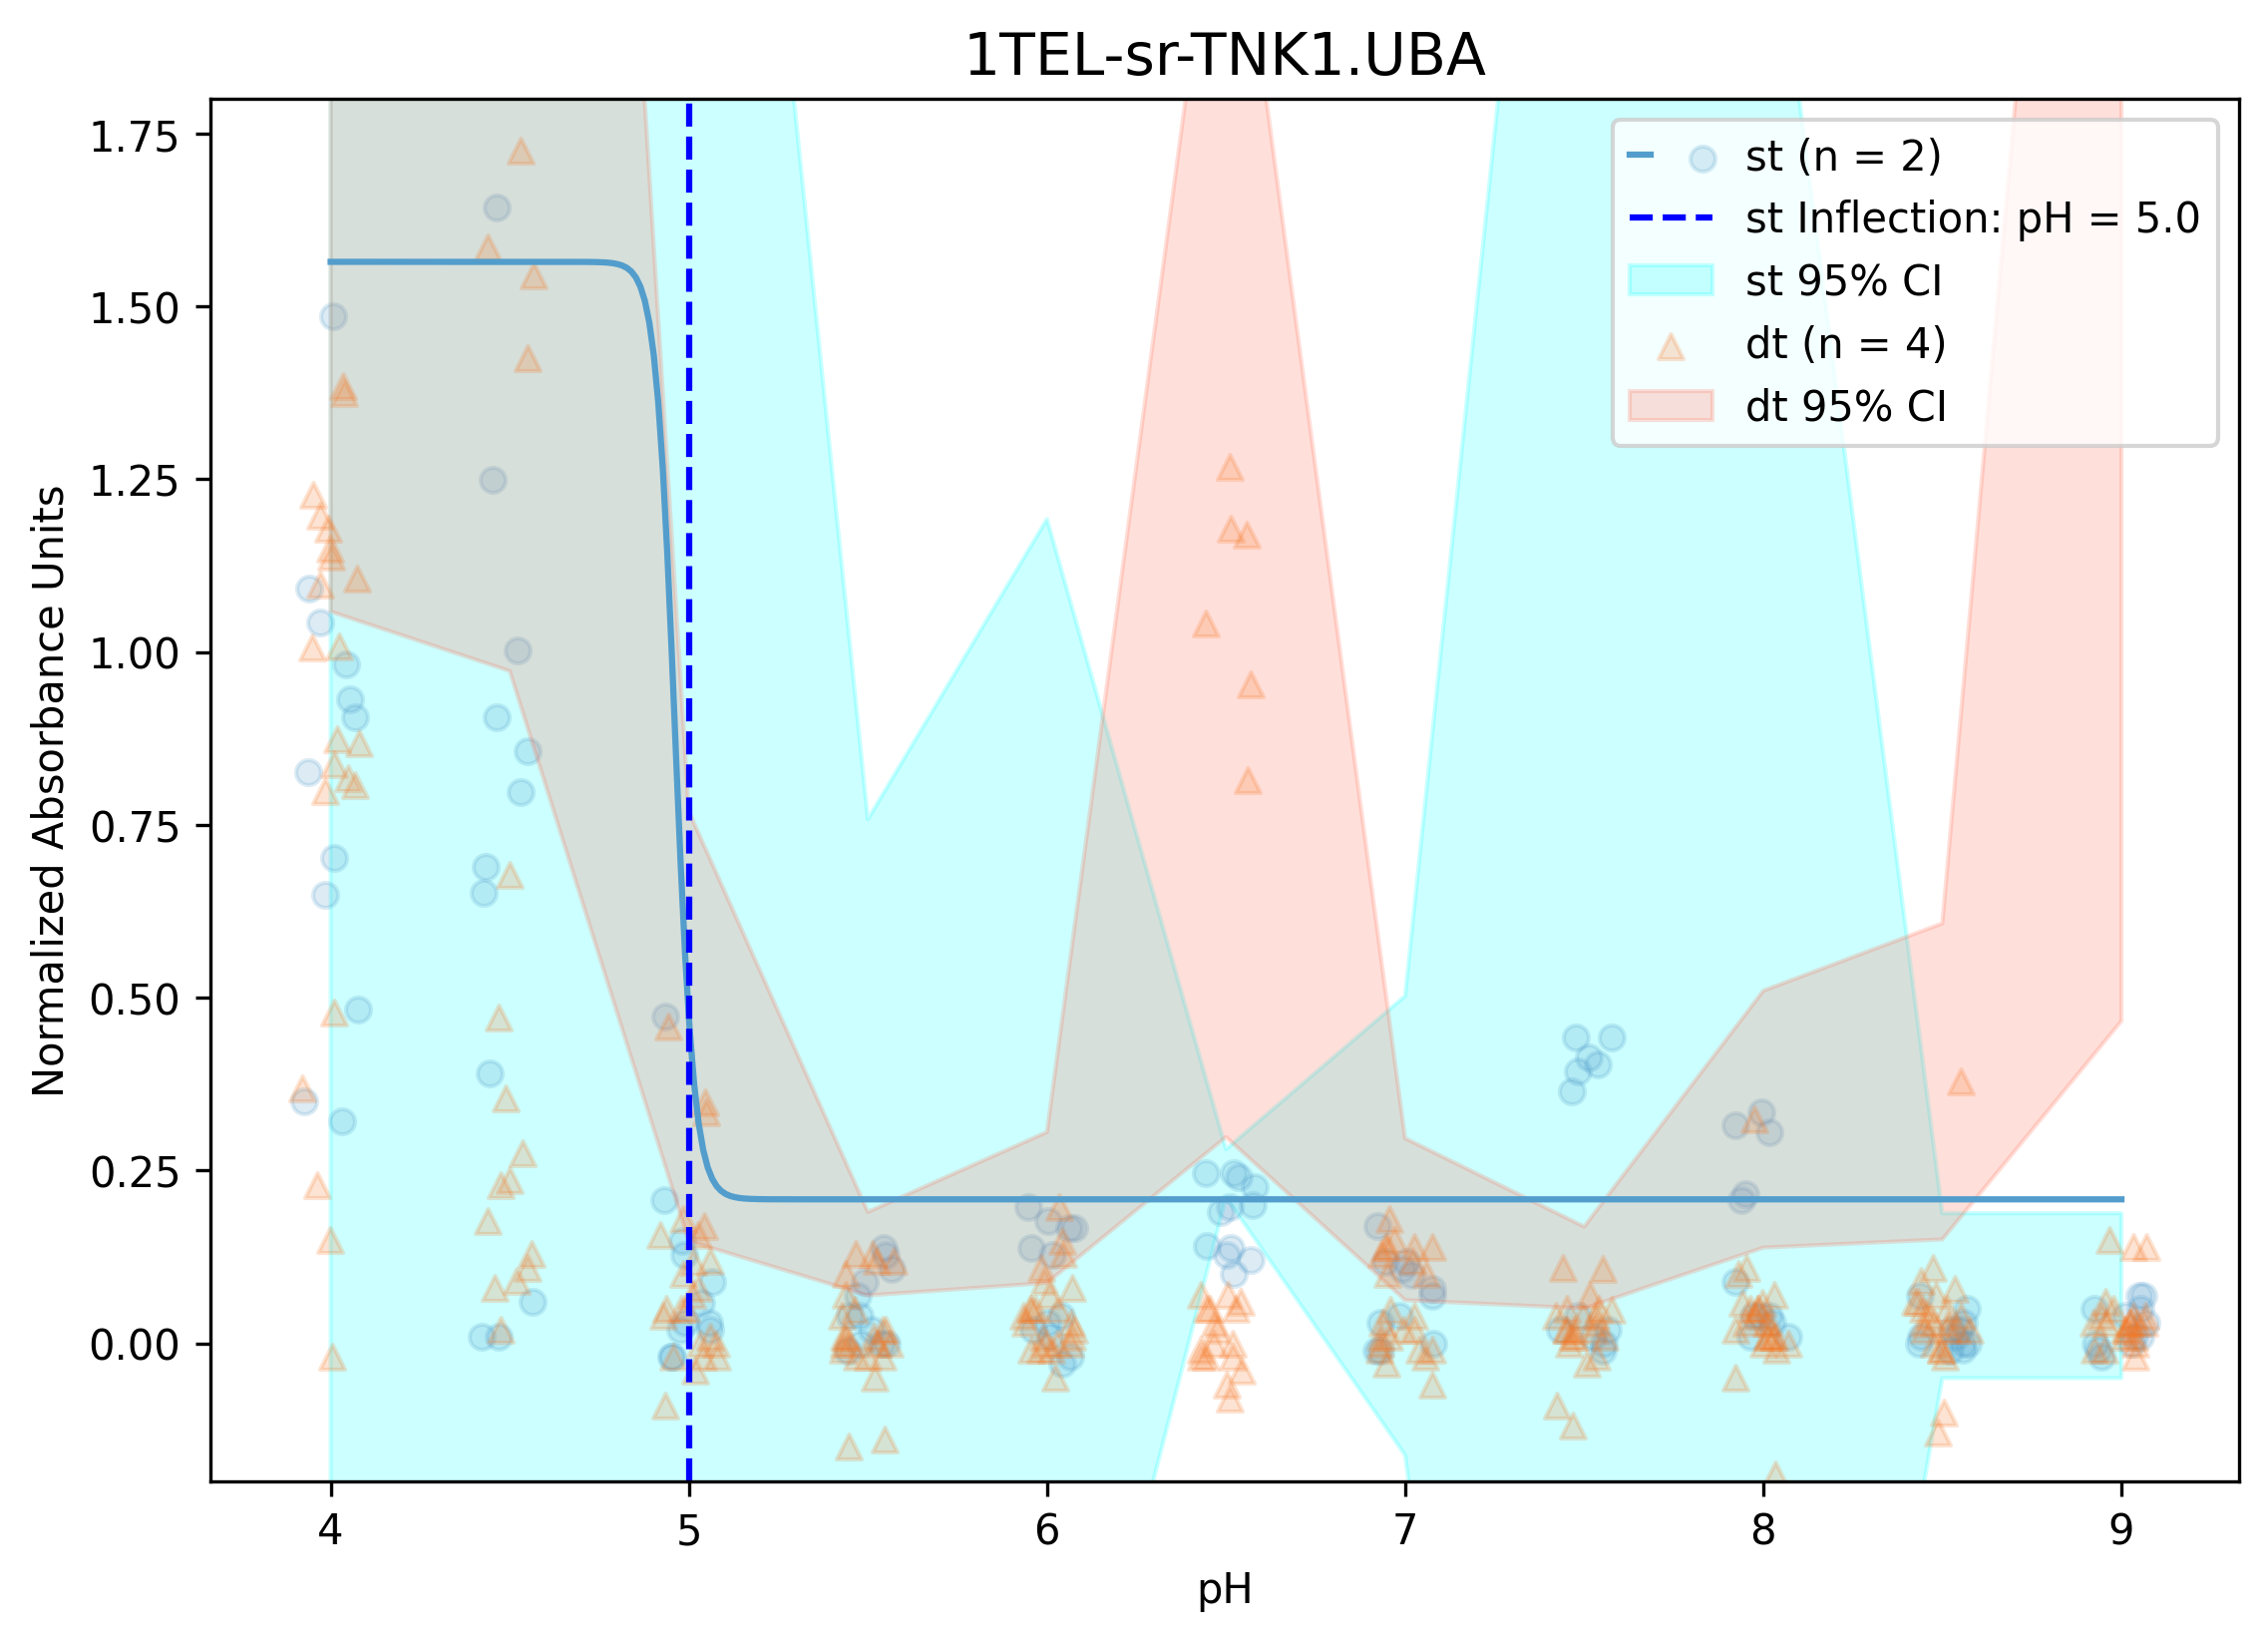 1TEL-sr-TNK1.UBA
Normalized Absorbance Units
1.75
1.50
1.25
1.00
0.75
0.50
0.25
0.00
st (n = 2)
st Inflection: pH = 5.0
st 95% CI
dt (n = 4)
dt 95% CI
4 5 6 7 8 9
pH